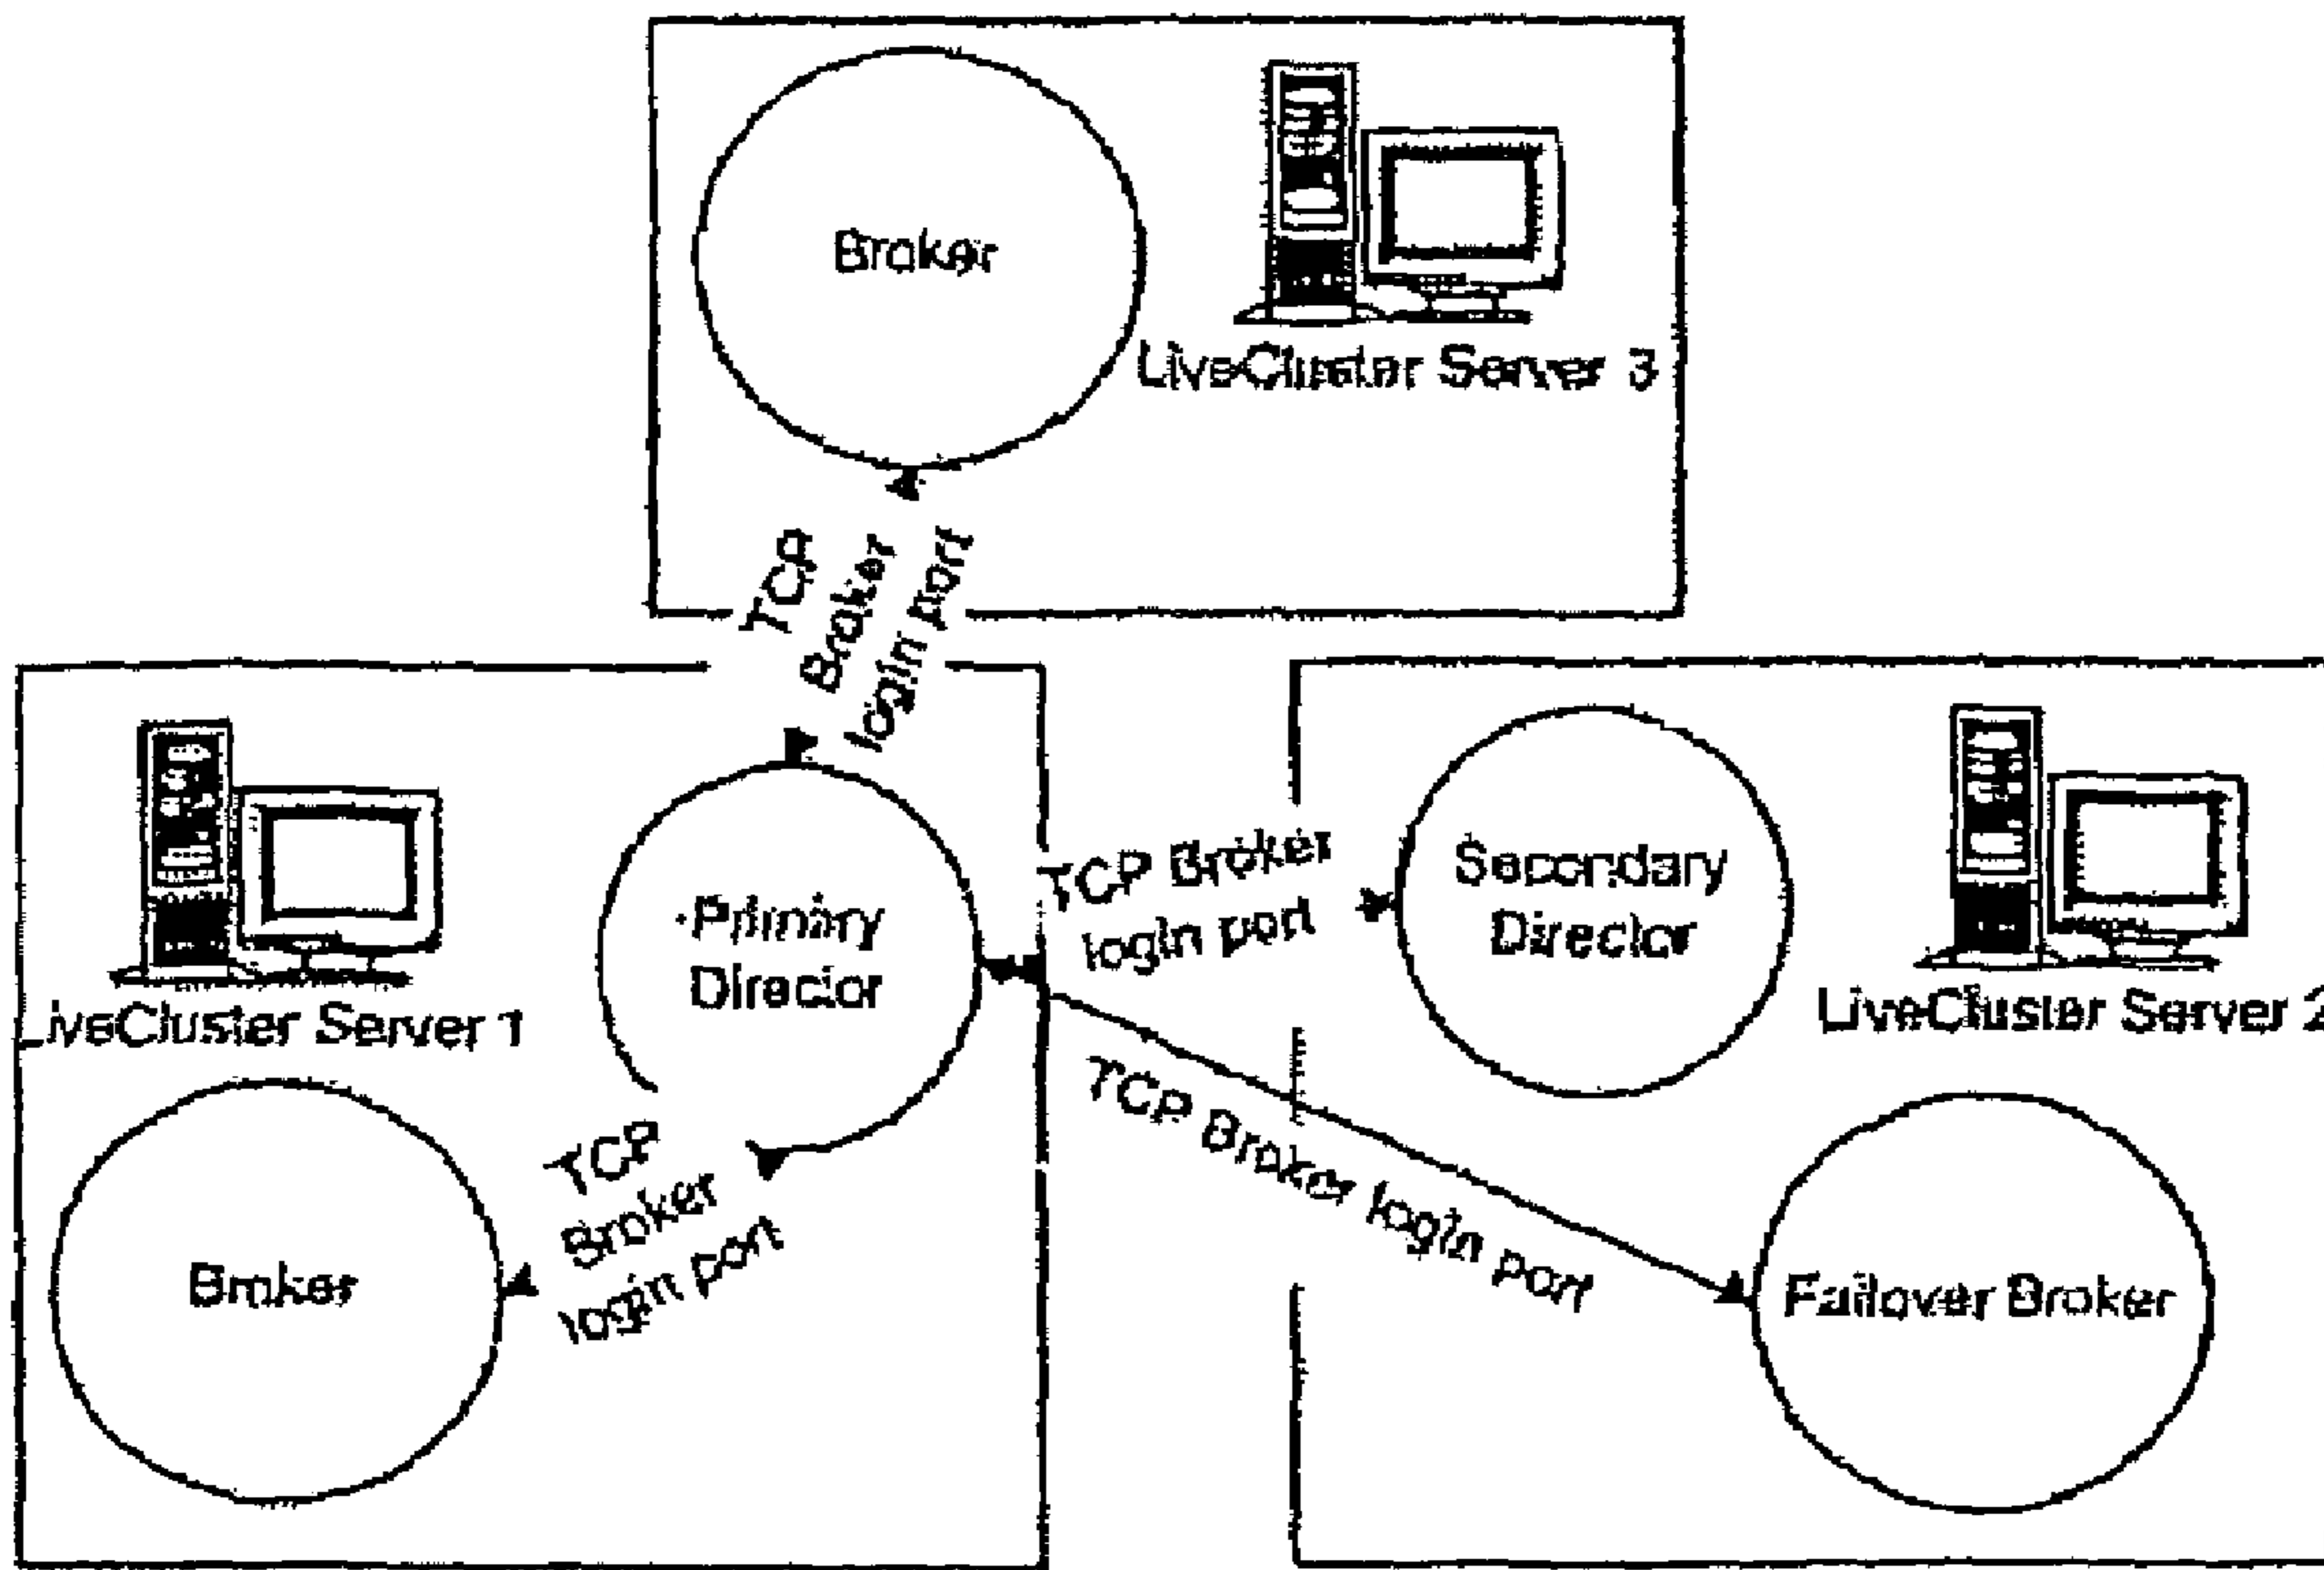 Broker
LiveCluster Server 3
TCP
Broker
login port
Primary
Director
LiveCluster Server 1
TCP Broker
login port
Secondary
Director
LiveCluster Server 2
TCP
Broker
login port
Broker
TCP Broker login port
Failover Broker